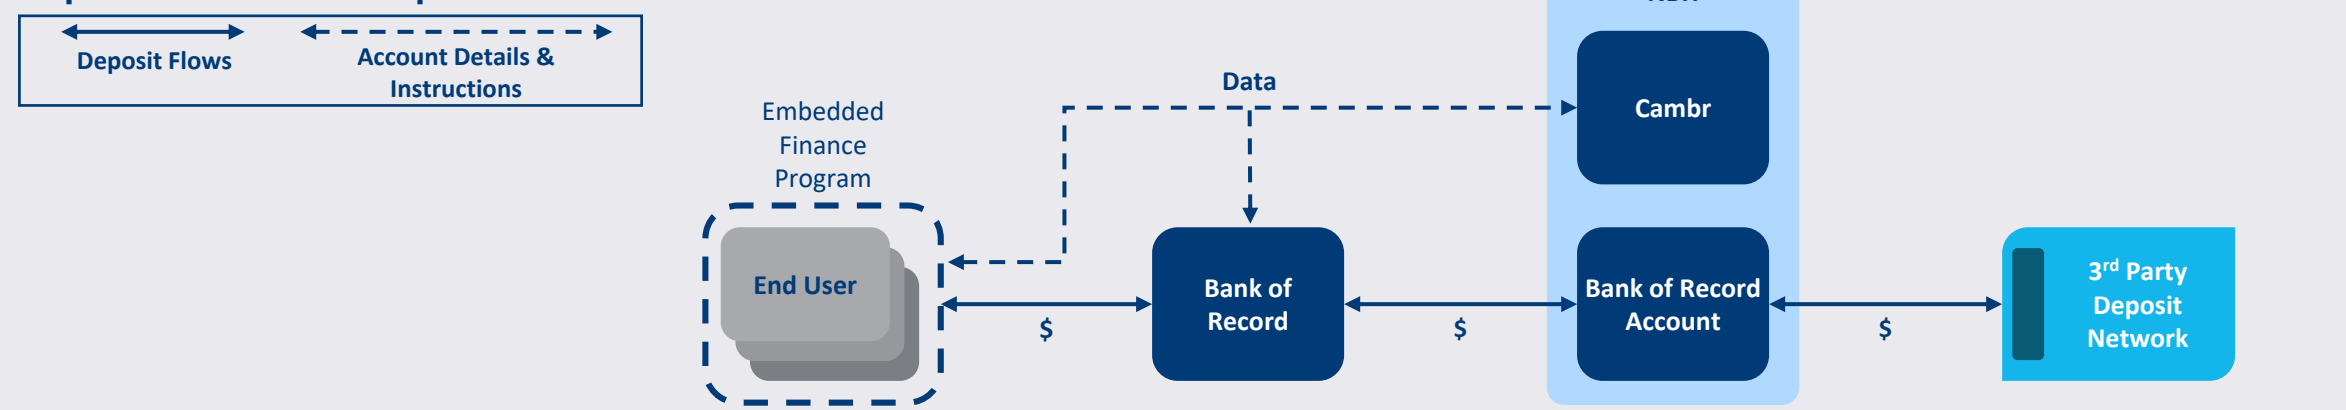 Deposit Flows
Account Details &
Instructions
Embedded
Finance
Program
Data
Cambr
End User
Bank of
Record
Bank of Record
Account
3rd Party
Deposit
Network
$
$
$